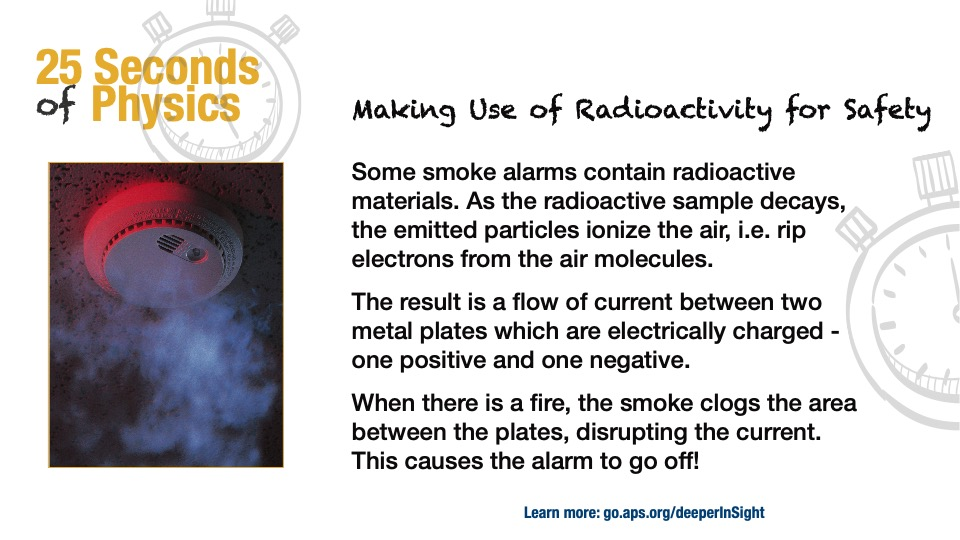 25 Seconds
of Physics
Making Use of Radioactivity for Safety
Some smoke alarms contain radioactive
materials. As the radioactive sample decays,
the emitted particles ionize the air, i.e. rip
electrons from the air molecules.
The result is a flow of current between two
metal plates which are electrically charged -
one positive and one negative.
When there is a fire, the smoke clogs the area
between the plates, disrupting the current.
This causes the alarm to go off!
Learn more: go.aps.org/deeperInSight